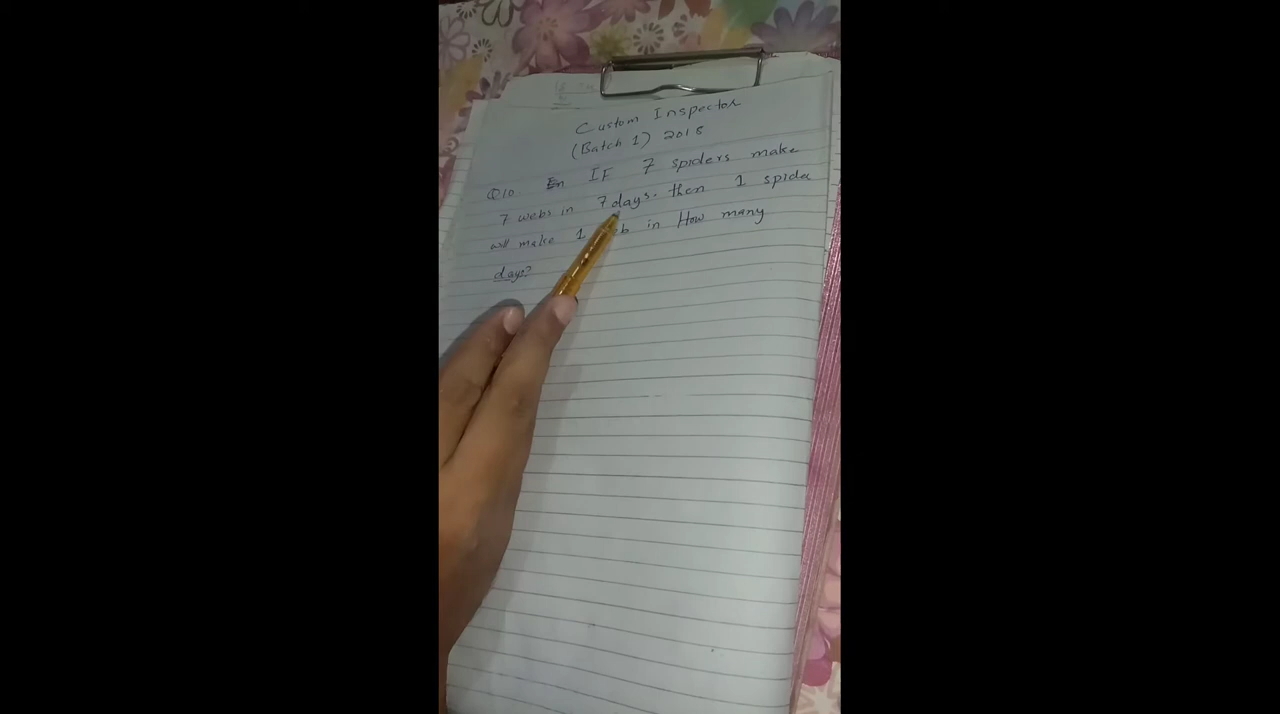 Custom Inspector
(Batch 1) 2018
Q10. IF 7 spiders make
7 webs in 7 days. then 1 spider
will make 1 in How many
days?